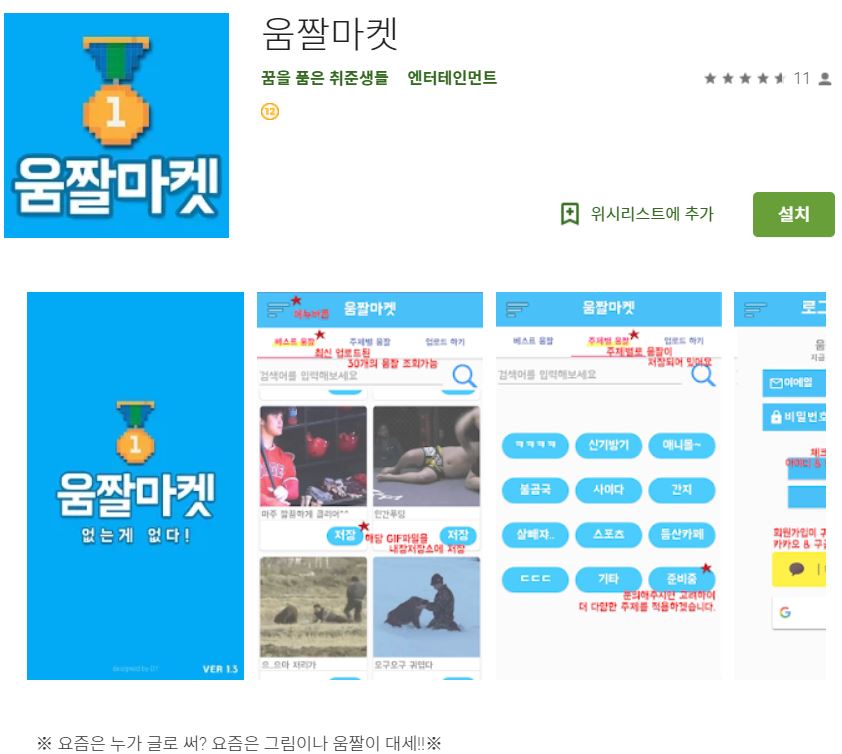 움짤마켓
꿈을 품은 취준생들 엔터테인먼트
11
12
1
움짤마켓
위시리스트에 추가
설치
움짤마켓
없는게 없다!
designed by DT
VER 1.3
메뉴버튼
움짤마켓
베스트 움짤 주제별 움짤 업로드 하기
최신 업로드된
30개의 움짤 조회가능
검색어를 입력해보세요
아주 깔끔하게 클리어^^
인간푸딩
저장
저장
해당 GIF파일을
내장저장소에 저장
으..으아 저리가
오구오구 귀엽다
움짤마켓
베스트 움짤 주제별 움짤 업로드 하기
주제별로 움짤이
저장되어 있어요
검색어를 입력해보세요
ㅋㅋㅋㅋ 신기방기 애니몰~
불곰국 사이다 간지
살빼자.. 스포츠 등산카페
ㄷㄷㄷ 기타 준비중
문의해주시면 고려하여
더 다양한 주제를 적용하겠습니다.
로그
움
지금
이메일
비밀번호
체크
아이디 &
회원가입이 귀
카카오 & 구글
G
※ 요즘은 누가 글로 써? 요즘은 그림이나 움짤이 대세!!※